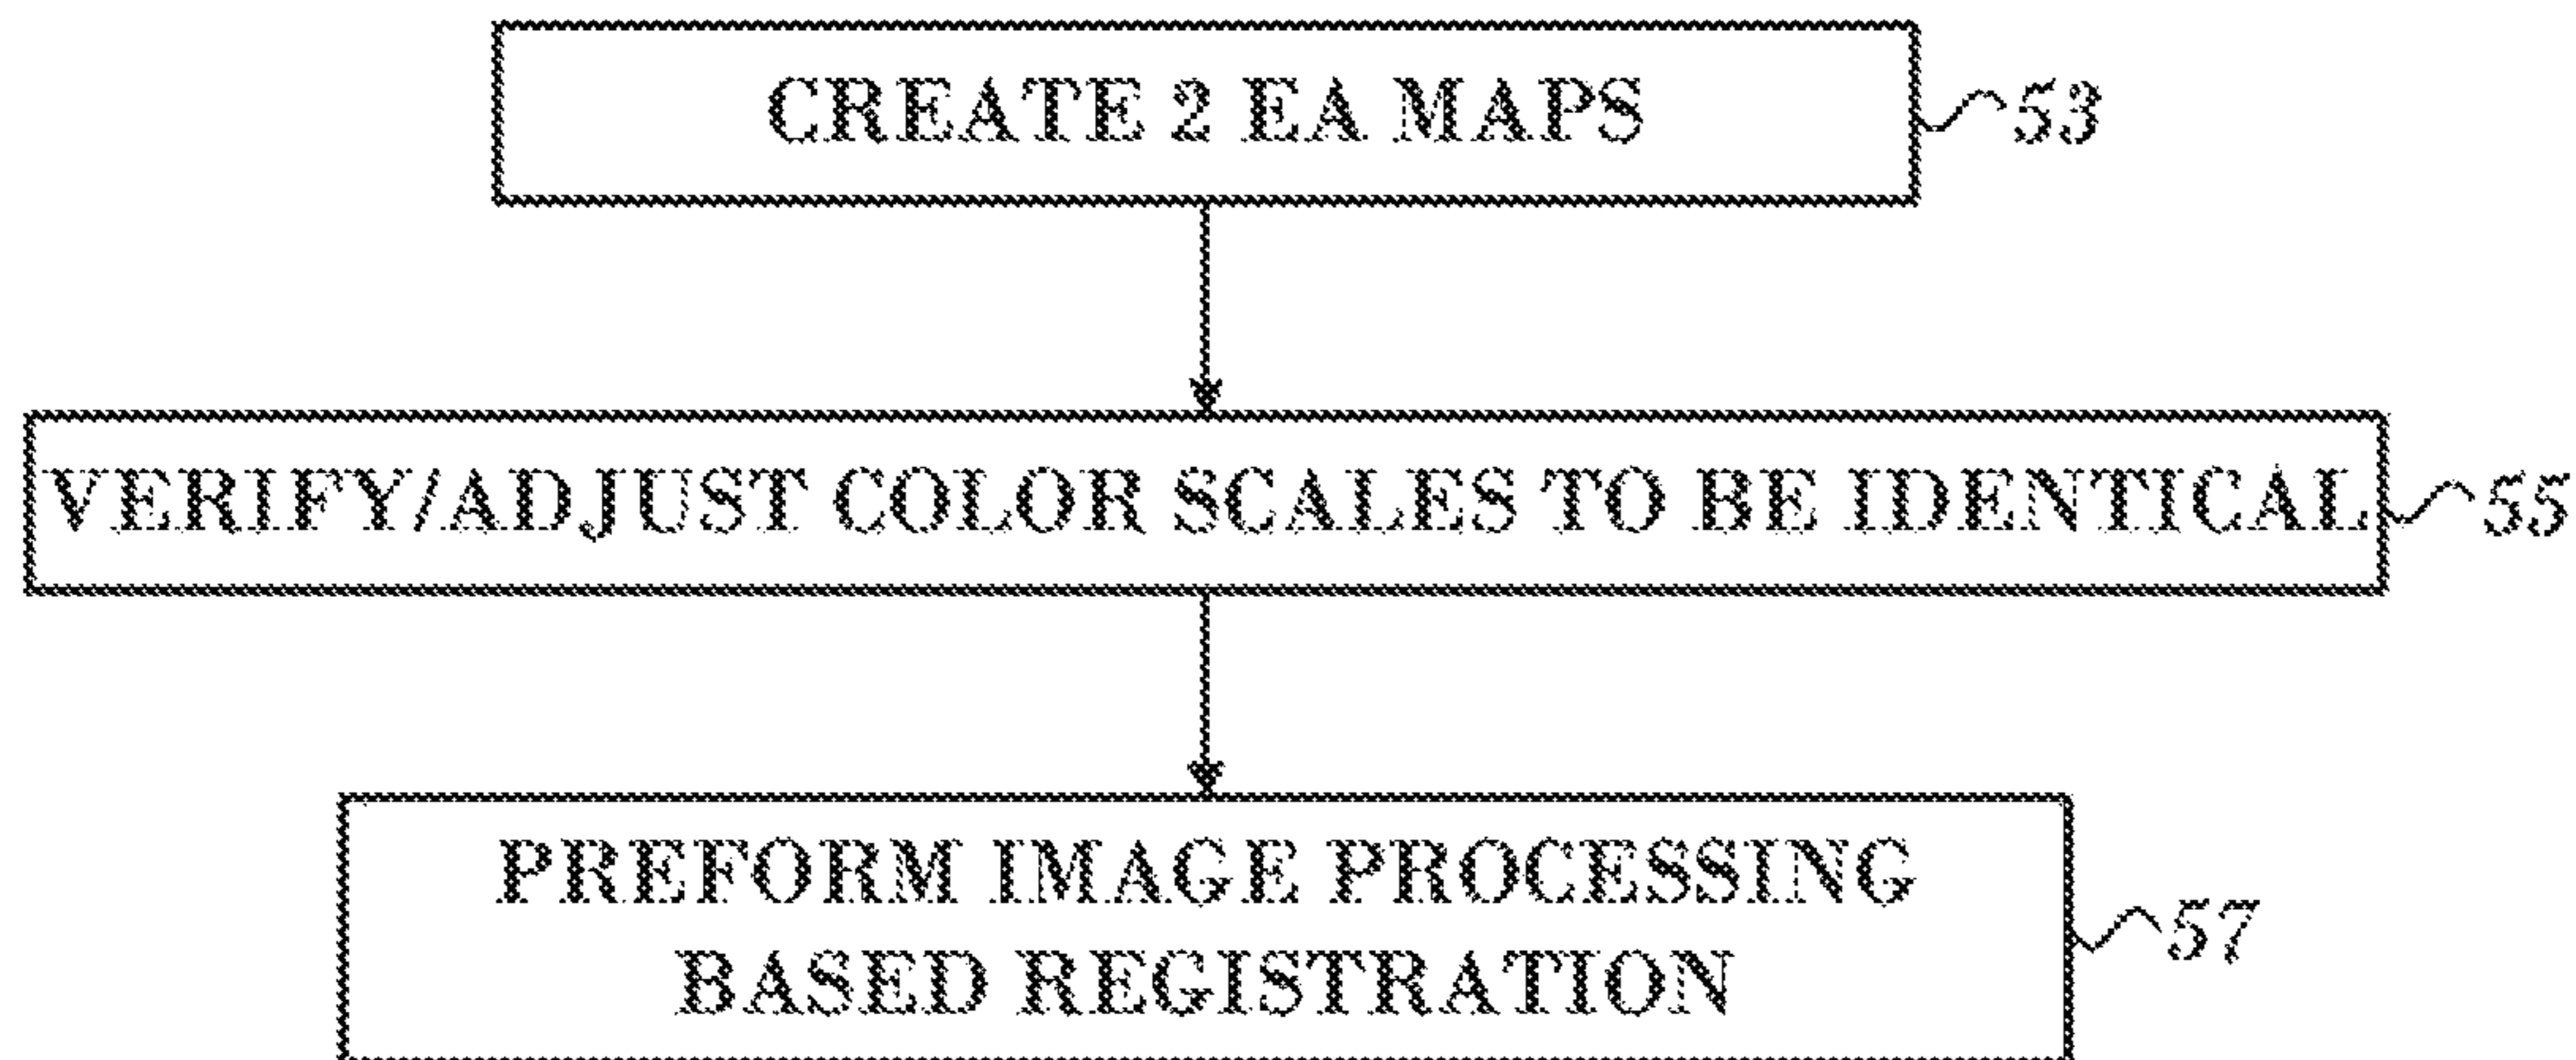 CREATE 2 EA MAPS
53
VERIFY/ADJUST COLOR SCALES TO BE IDENTICAL
55
PREFORM IMAGE PROCESSING
BASED REGISTRATION
57